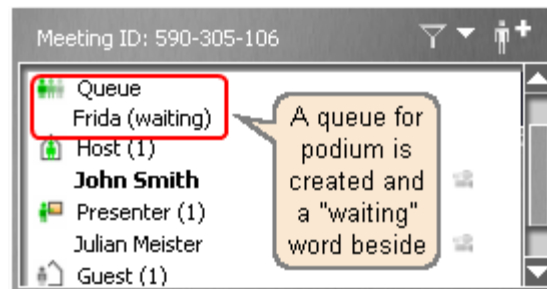 Meeting ID: 590-305-106
Queue
Frida (waiting)
Host (1)
John Smith
Presenter (1)
Julian Meister
Guest (1)
A queue for
podium is
created and
a "waiting"
word beside